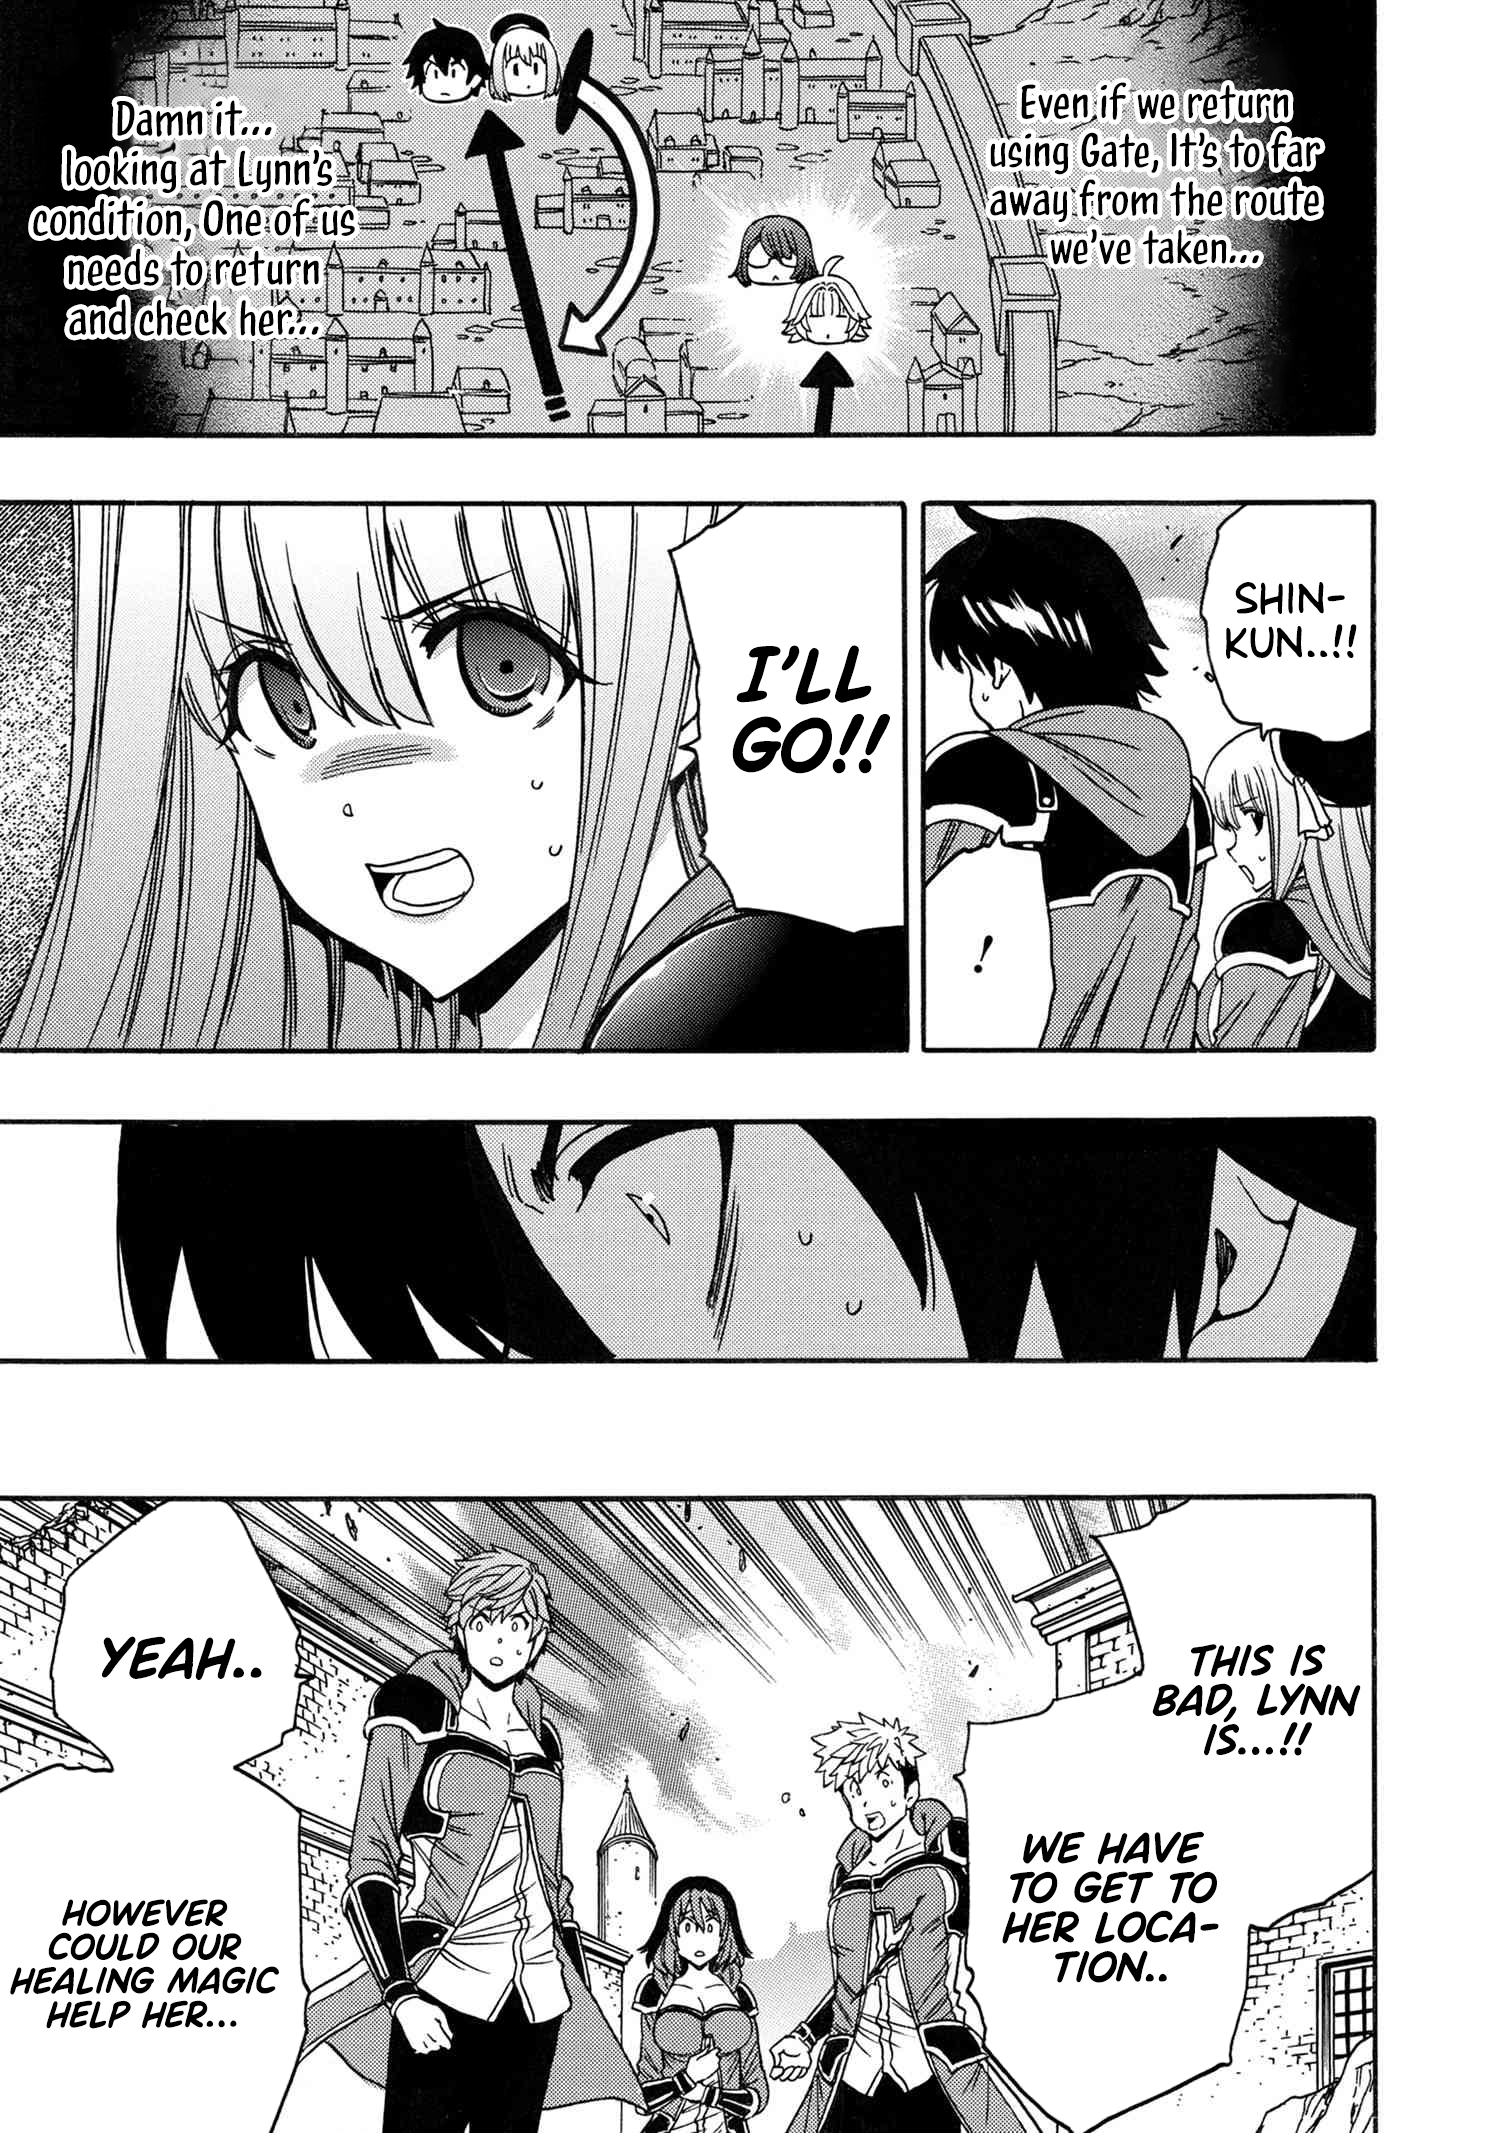 Even if we return
using Gate, It's to far
away from the route
we've taken...
Damn it...
looking at Lynn's
condition, One of us
needs to return
and check her...
SHIN-
KUN..!!
!
I'LL
GO!!
THIS IS
BAD, LYNN
IS...!!
WE HAVE
TO GET TO
HER LOCA-
TION..
YEAH..
HOWEVER
COULD OUR
HEALING MAGIC
HELP HER...